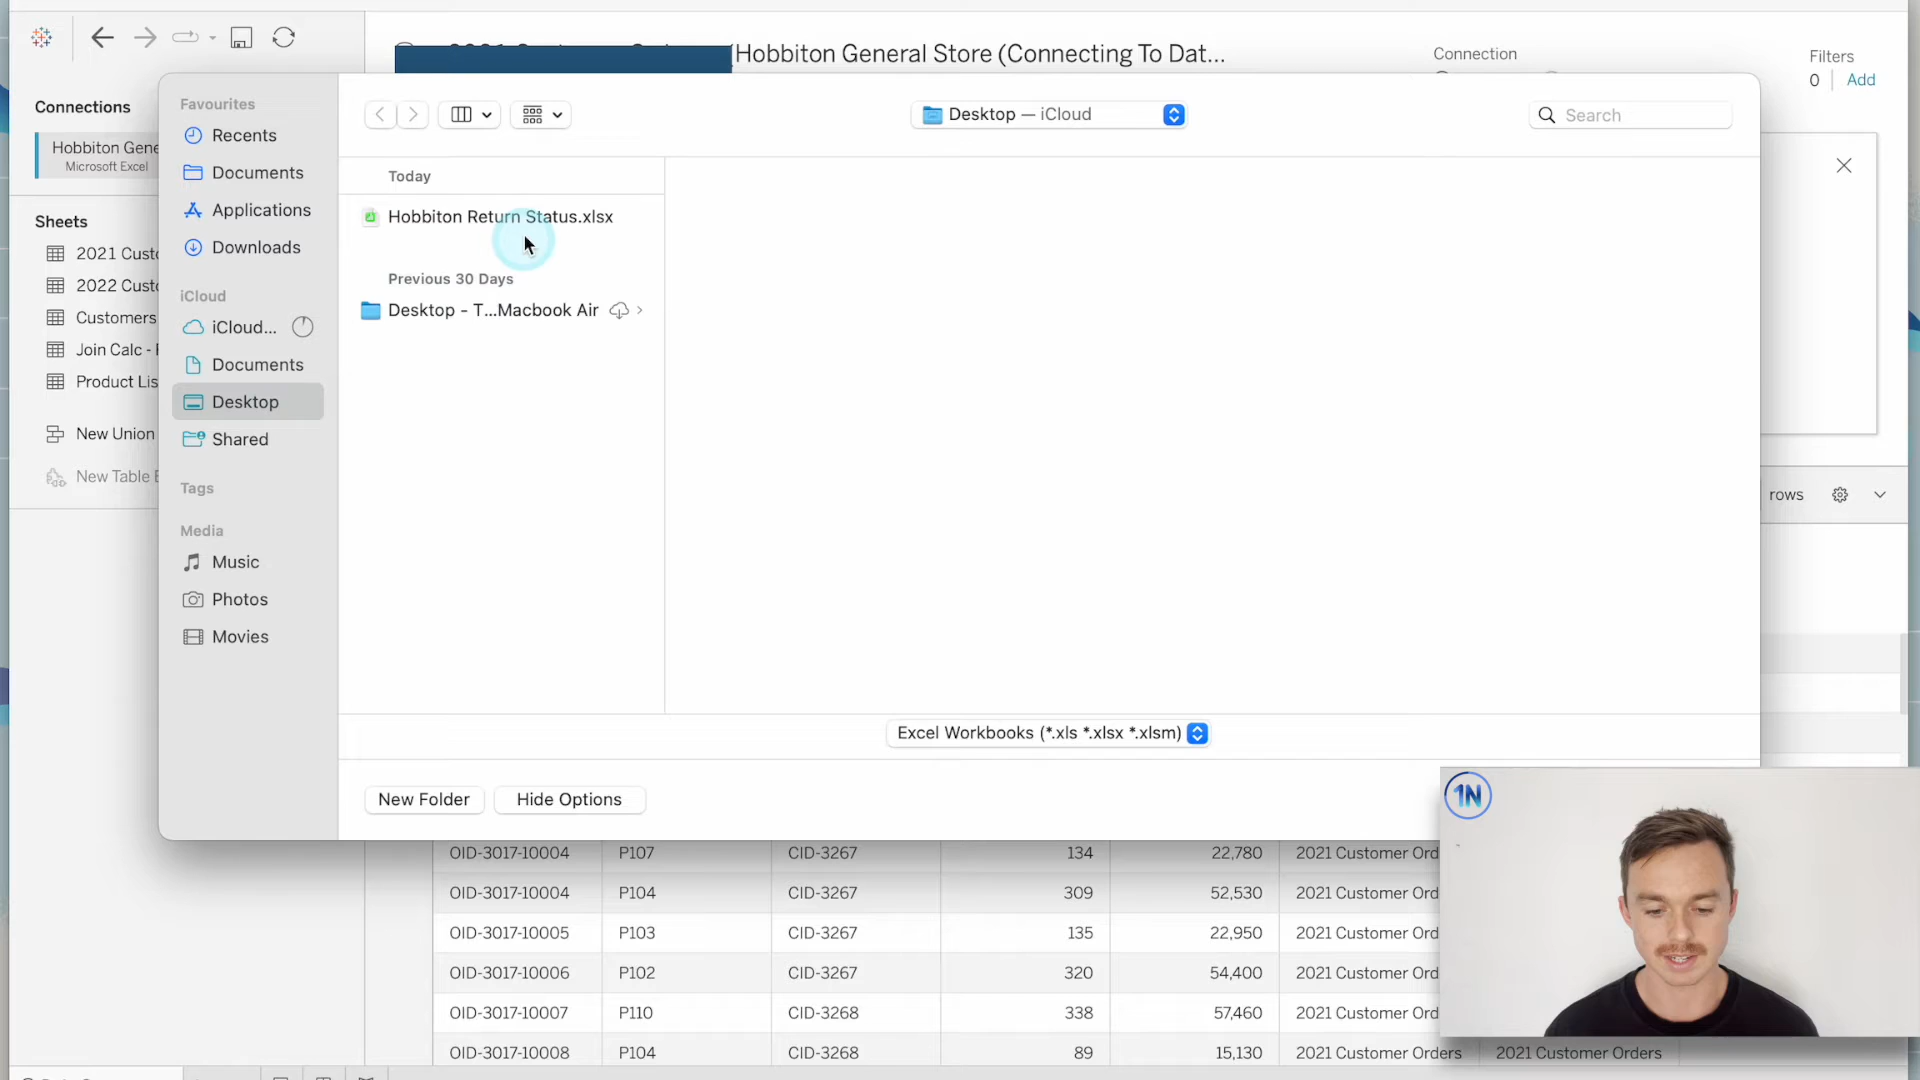 (Hobbiton General Store (Connecting To Dat...
Connection
Filters
0
Add
Connections
Hobbiton Gene
Microsoft Excel
Sheets
2021 Custo
2022 Custo
Customers
Join Calc -
Product Lis
New Union
New Table
Favourites
Recents
Documents
Applications
Downloads
iCloud
iCloud...
Documents
Desktop
Shared
Tags
Media
Music
Photos
Movies
Desktop — iCloud
Search
Today
Hobbiton Return Status.xlsx
Previous 30 Days
Desktop - T...Macbook Air
Excel Workbooks (*.xls *.xlsx *.xlsm)
New Folder
Hide Options
rows
1N
OID-3017-10004 P107 CID-3267 134 22,780 2021 Customer Ord
OID-3017-10004 P104 CID-3267 309 52,530 2021 Customer Ord
OID-3017-10005 P103 CID-3267 135 22,950 2021 Customer Ord
OID-3017-10006 P102 CID-3267 320 54,400 2021 Customer Ord
OID-3017-10007 P110 CID-3268 338 57,460 2021 Customer Ord
OID-3017-10008 P104 CID-3268 89 15,130 2021 Customer Orders 2021 Customer Orders